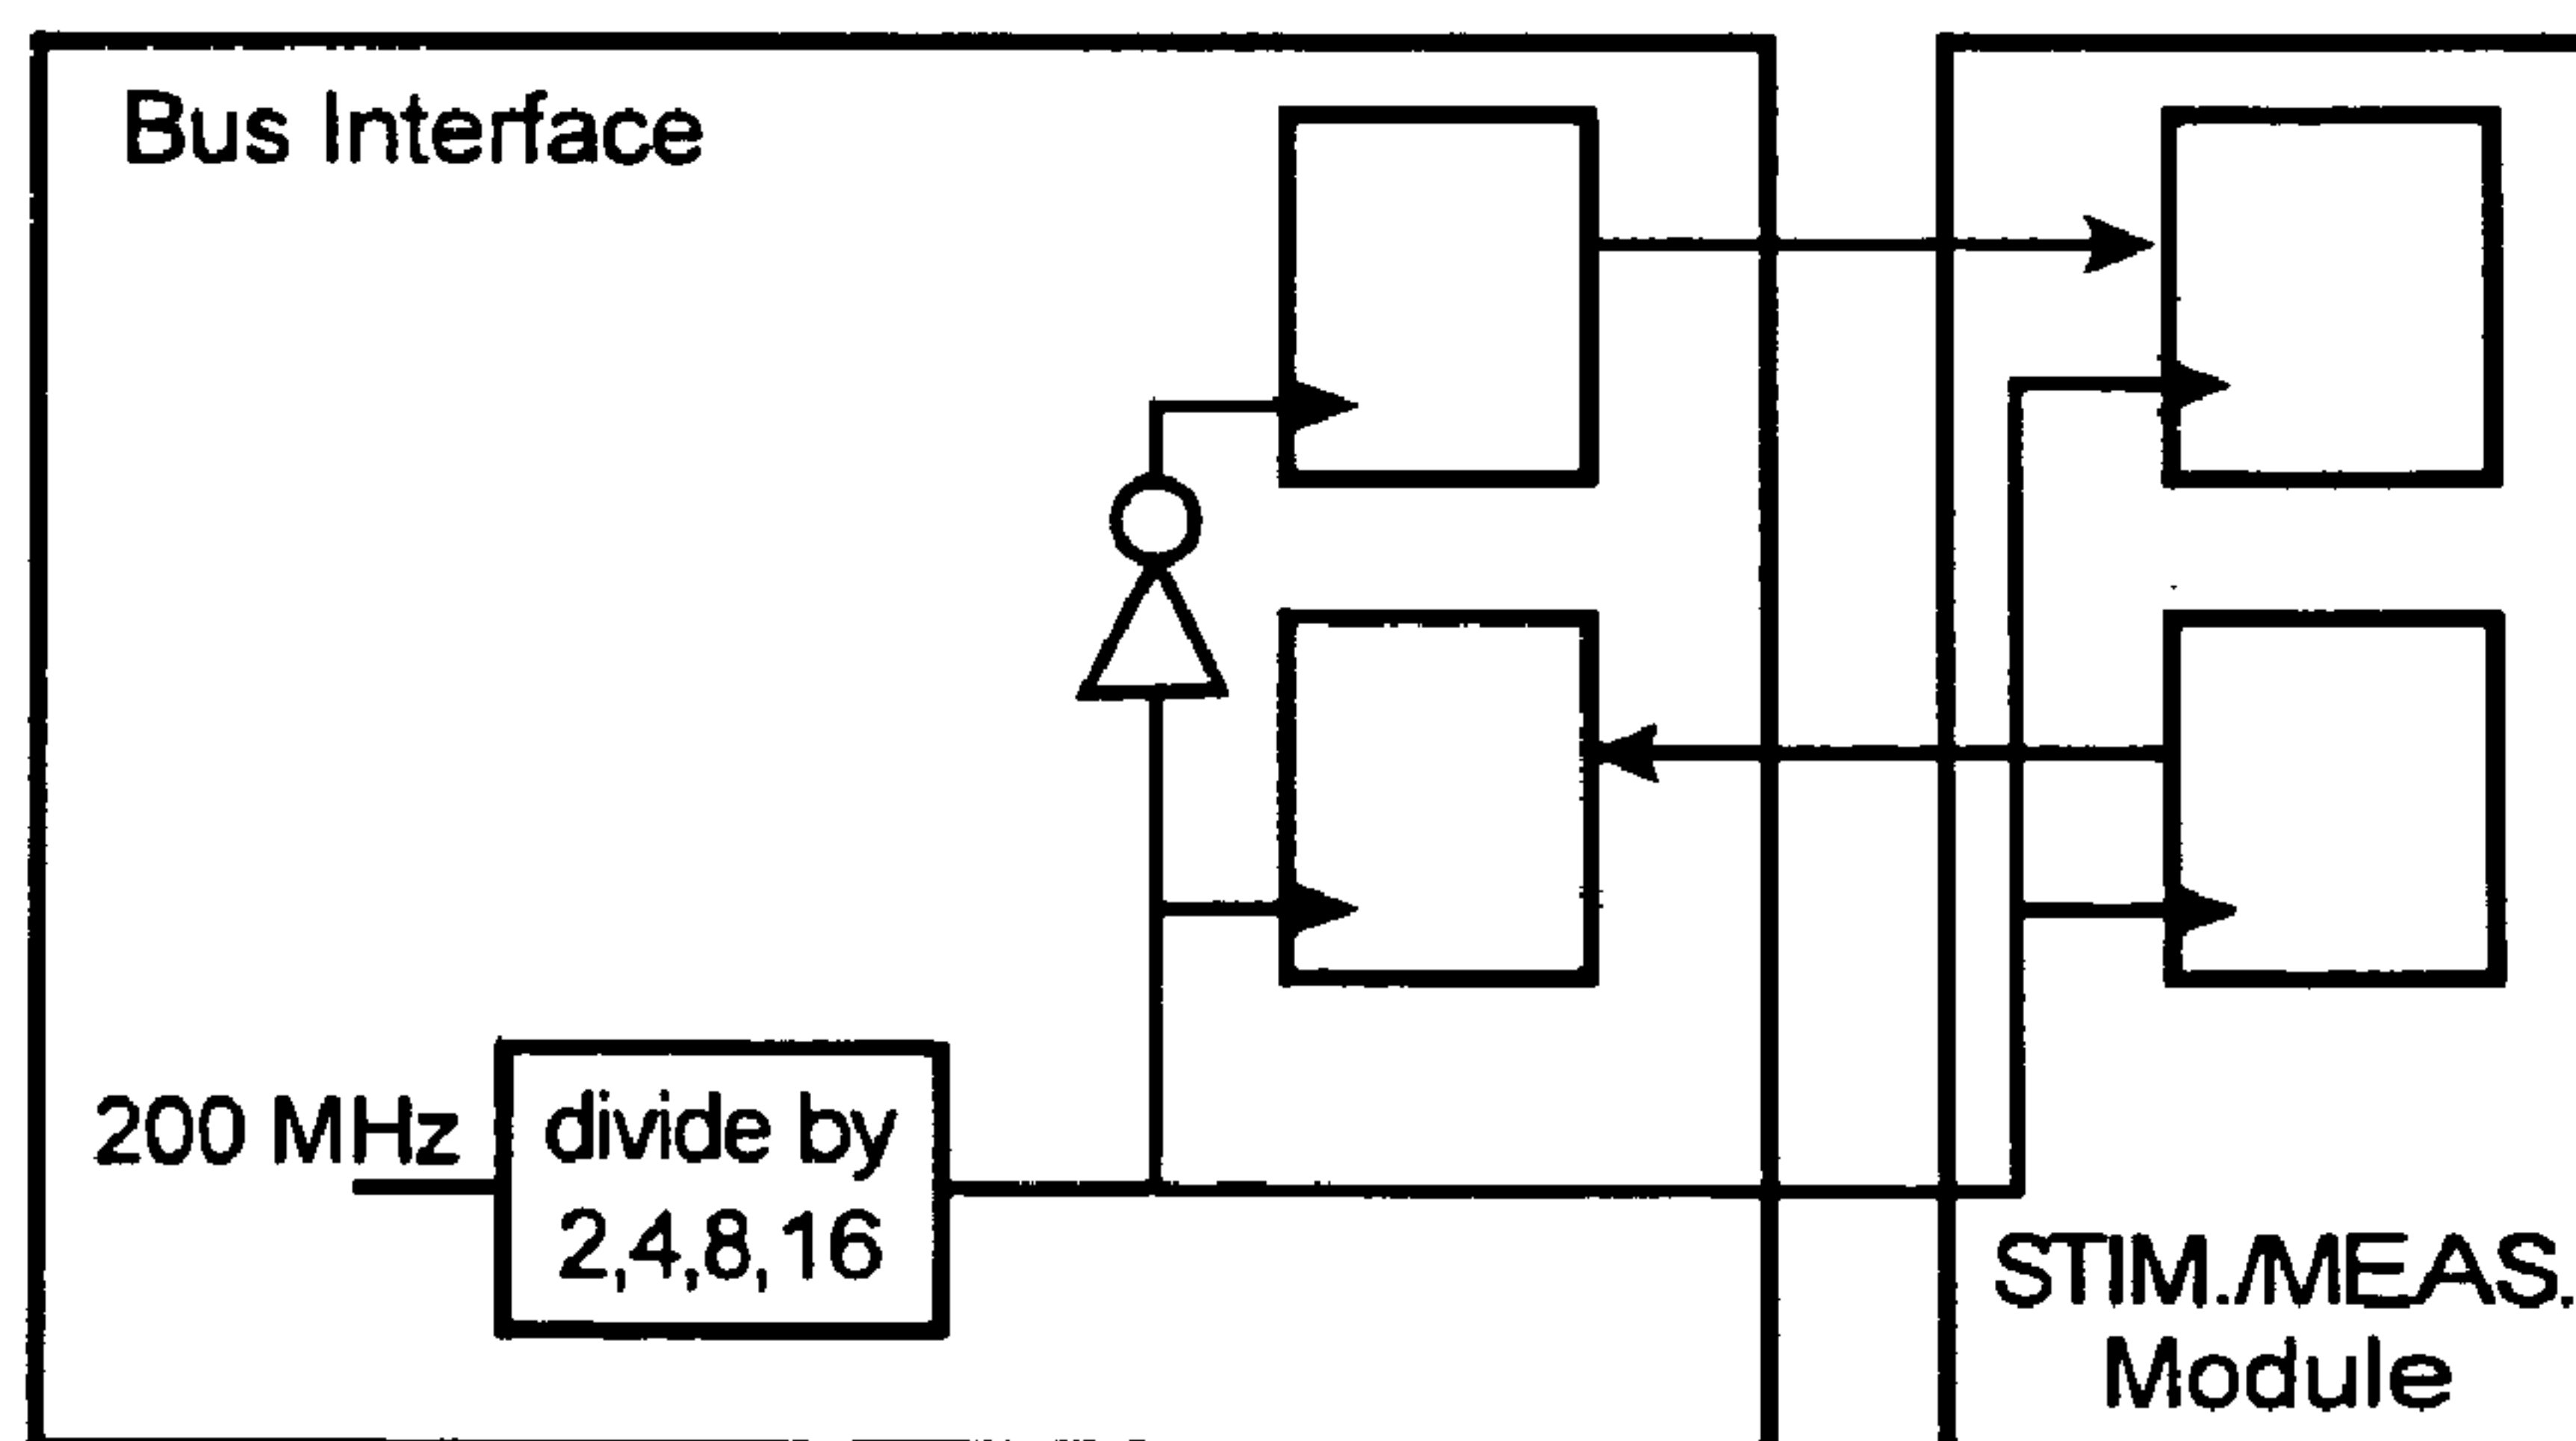 Bus Interface
200 MHz
divide by
2,4,8,16
STIM./MEAS.
Module